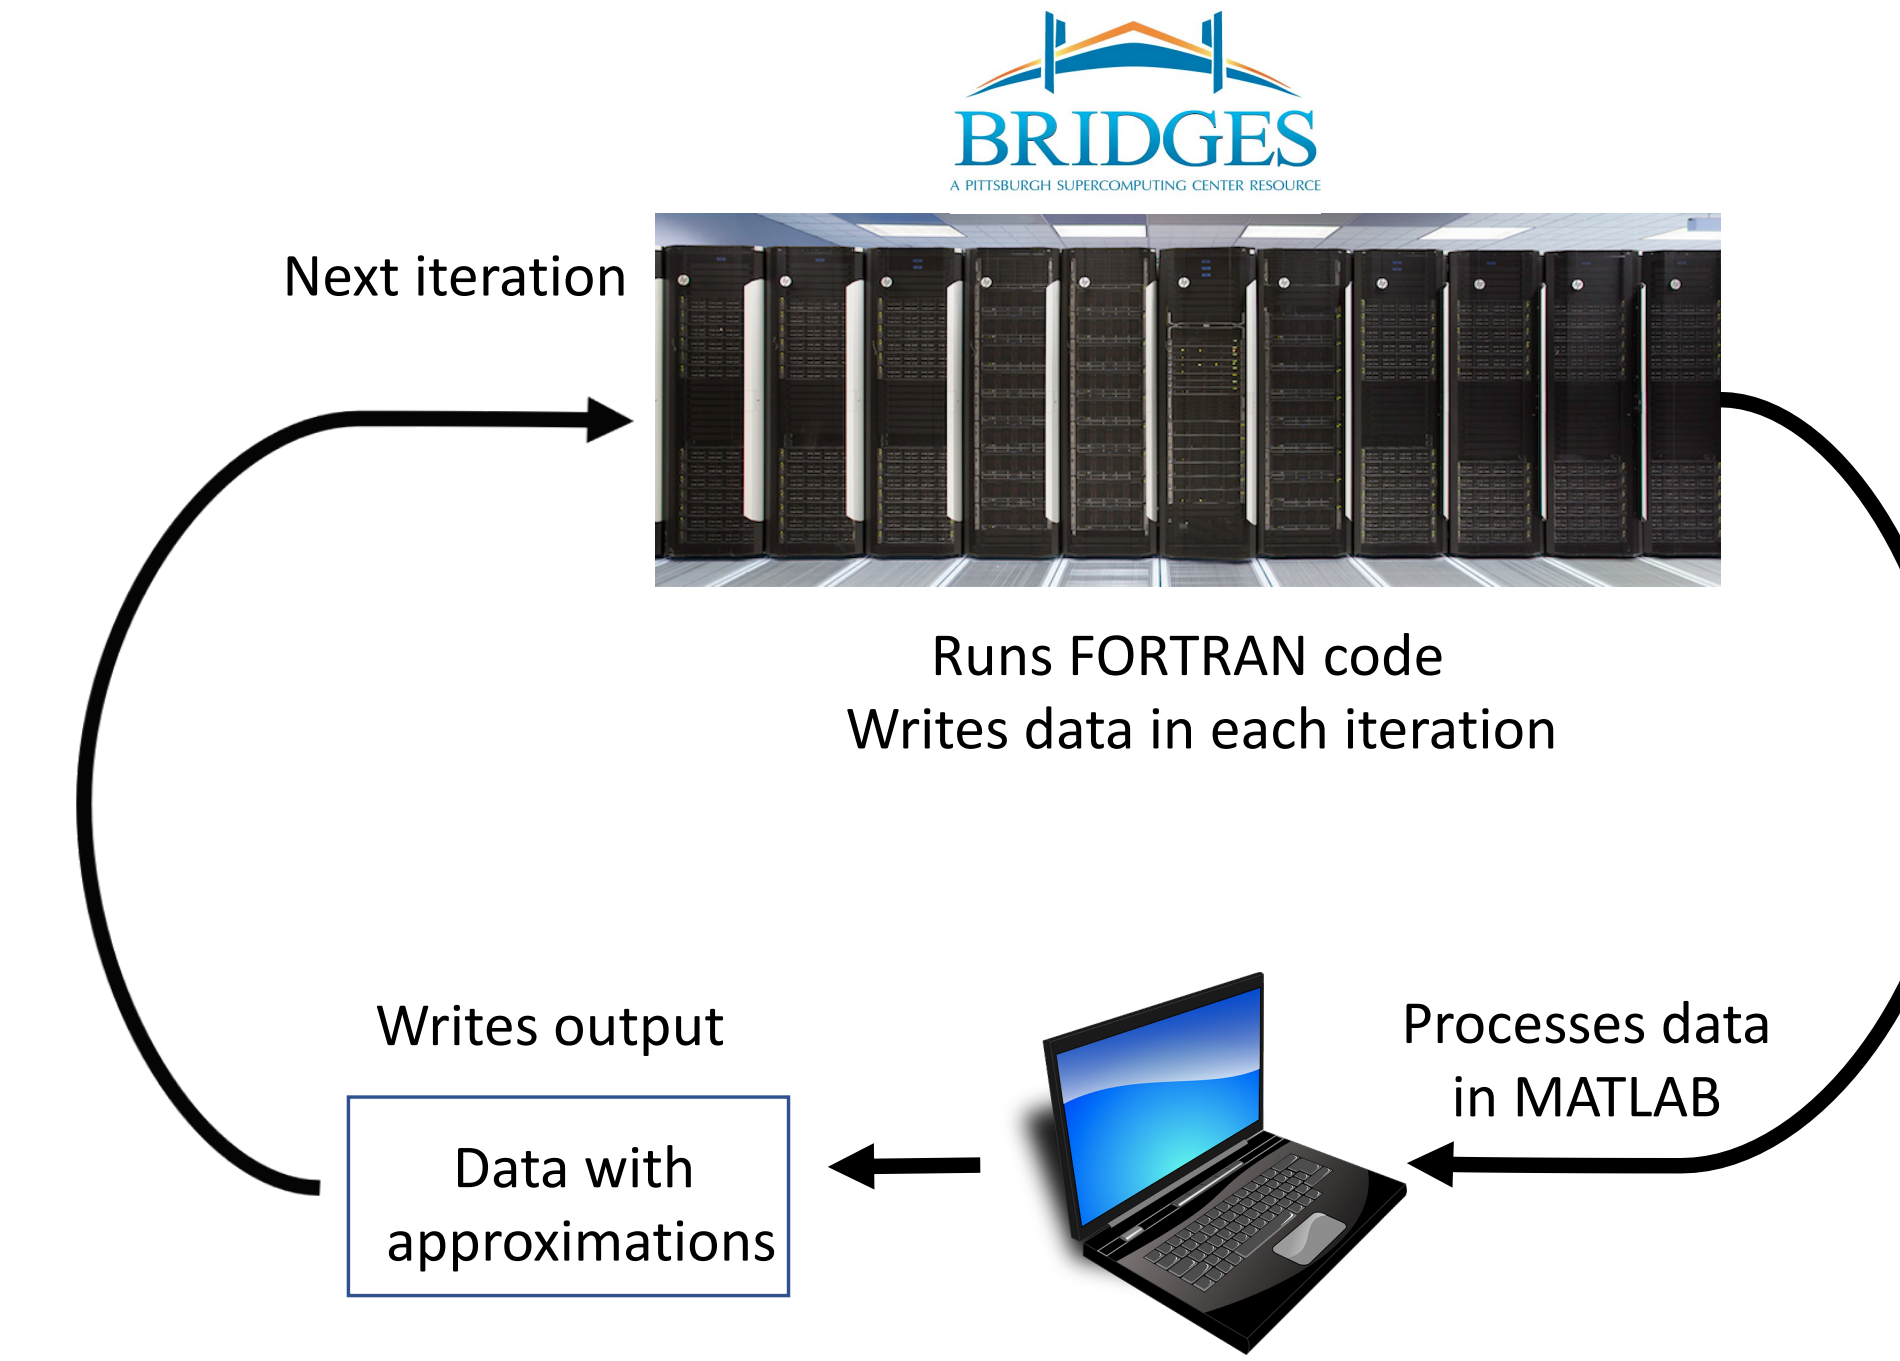 BRIDGES
A PITTSBURGH SUPERCOMPUTING CENTER RESOURCE
Next iteration
Runs FORTRAN code
Writes data in each iteration
Processes data
in MATLAB
Writes output
Data with
approximations